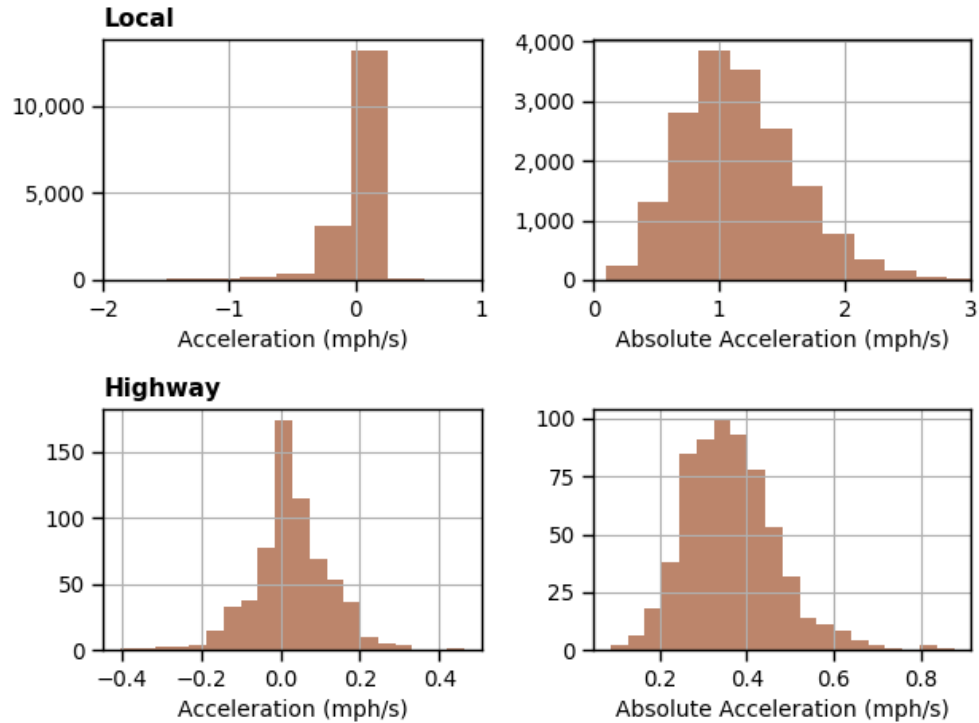 Local
10,000
5,000
0
−2 −1 0 1
Acceleration (mph/s)
4,000
3,000
2,000
1,000
0
0 1 2 3
Absolute Acceleration (mph/s)
Highway
150
100
50
0
−0.4 −0.2 0.0 0.2 0.4
Acceleration (mph/s)
100
75
50
25
0
0.2 0.4 0.6 0.8
Absolute Acceleration (mph/s)